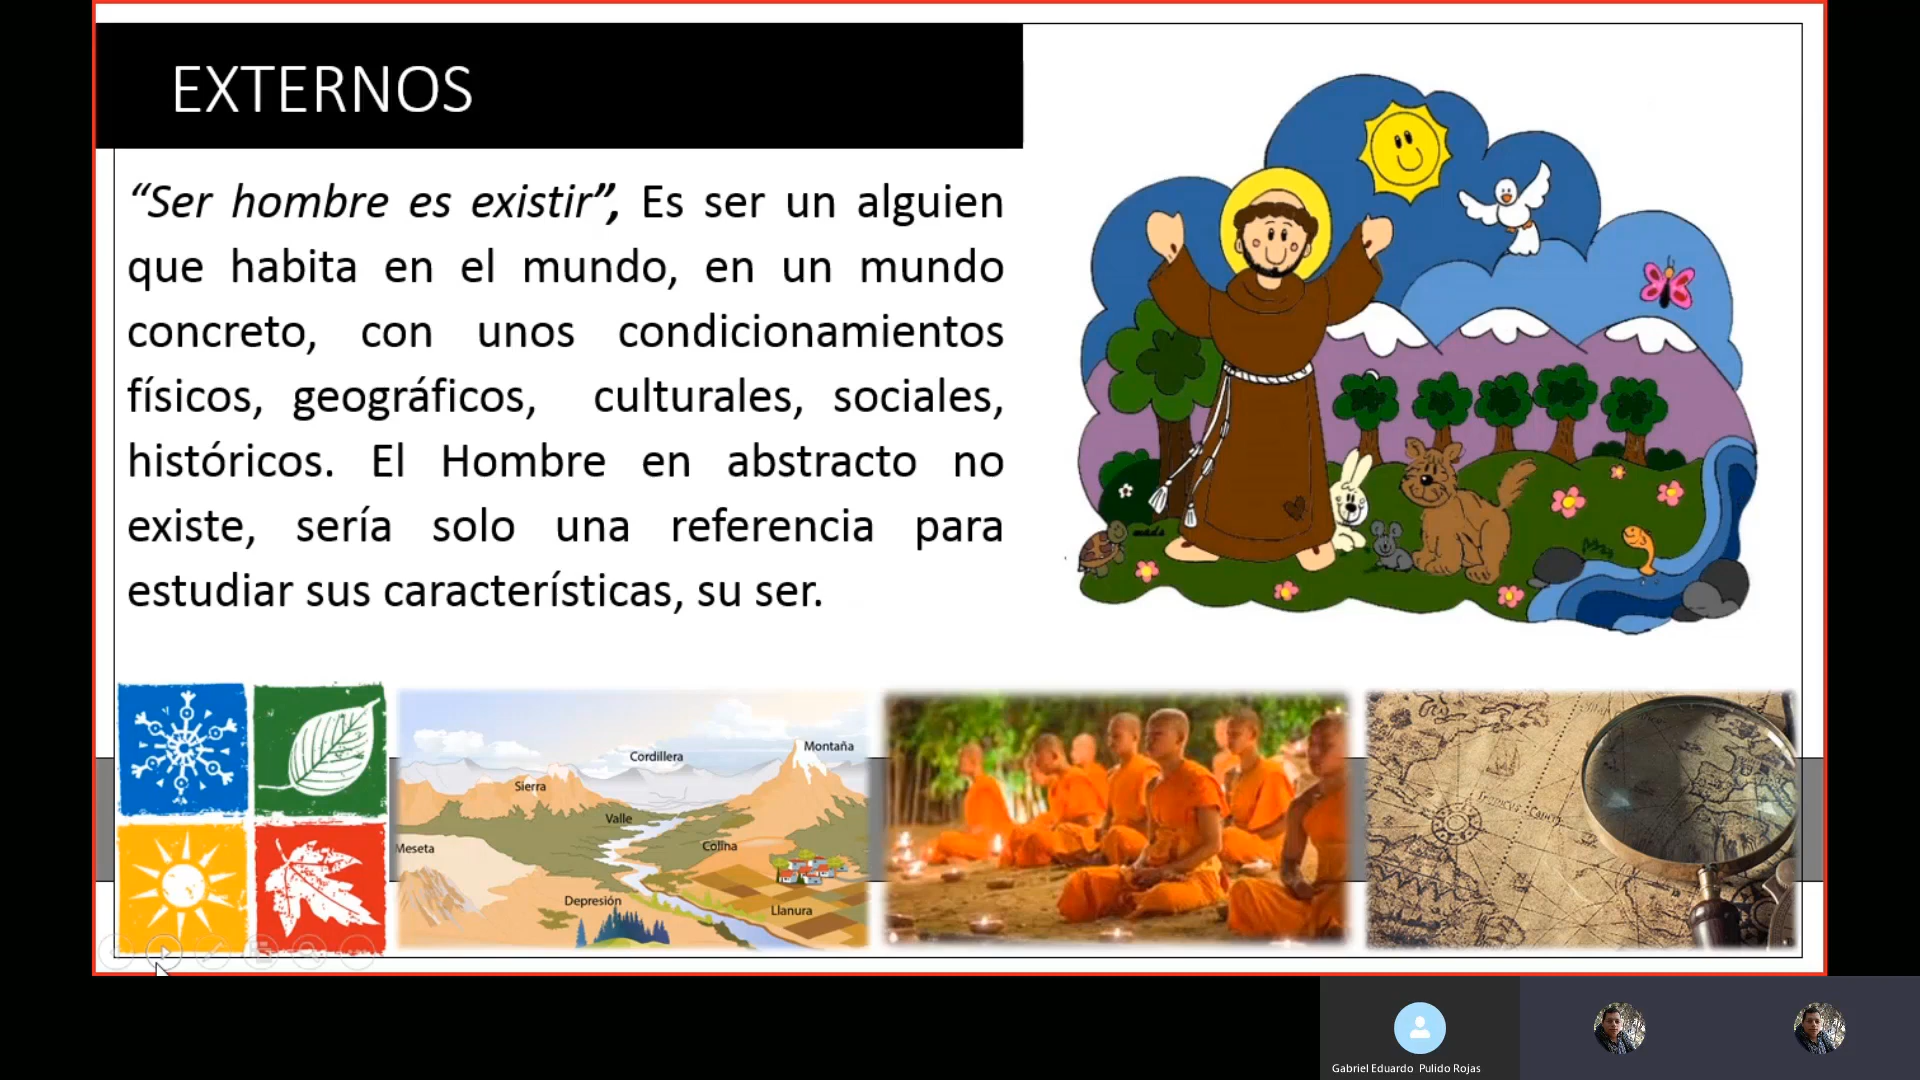 EXTERNOS
“Ser hombre es existir”, Es ser un alguien
que habita en el mundo, en un mundo
concreto, con unos condicionamientos
físicos, geográficos, culturales, sociales,
históricos. El Hombre en abstracto no
existe, sería solo una referencia para
estudiar sus características, su ser.
Cordillera
Montaña
Sierra
Valle
Meseta
Colina
Depresión
Llanura
Gabriel Eduardo Pulido Rojas